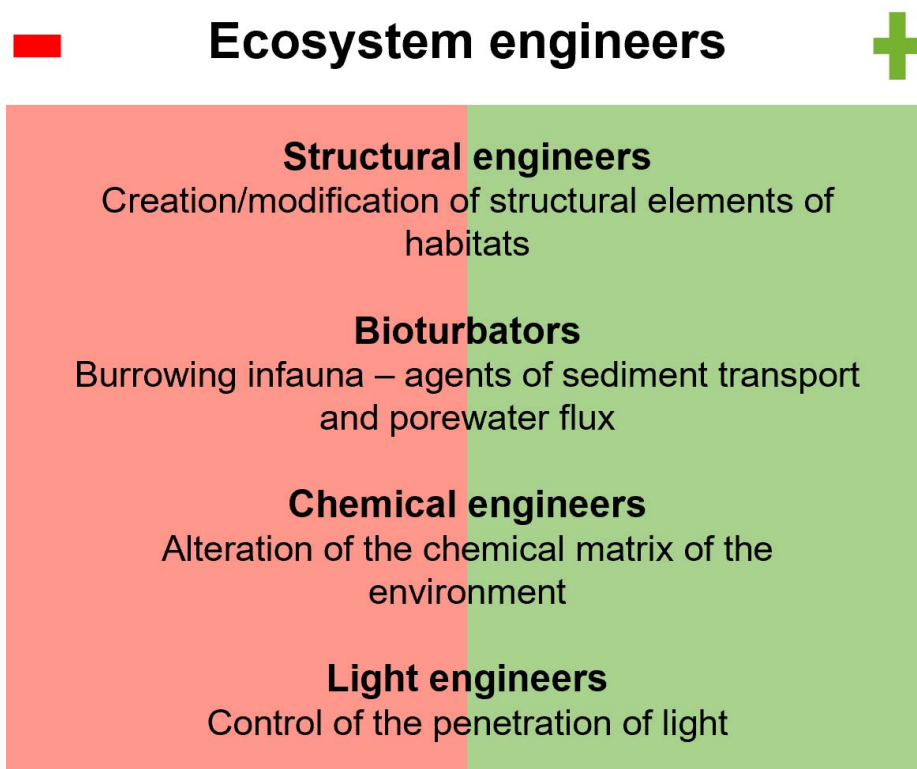 Ecosystem engineers
Structural engineers
Creation/modification of structural elements of
habitats
Bioturbators
Burrowing infauna – agents of sediment transport
and porewater flux
Chemical engineers
Alteration of the chemical matrix of the
environment
Light engineers
Control of the penetration of light